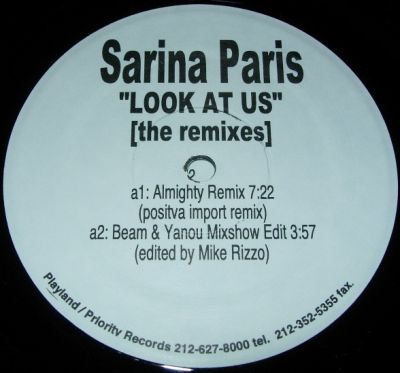 Sarina Paris
"LOOK AT US"
[the remixes]
a1: Almighty Remix 7:22
(positva import remix)
a2: Beam & Yanou Mixshow Edit 3:57
(edited by Mike Rizzo)
Playland / Priority Records 212-627-8000 tel. 212-352-5355 fax.